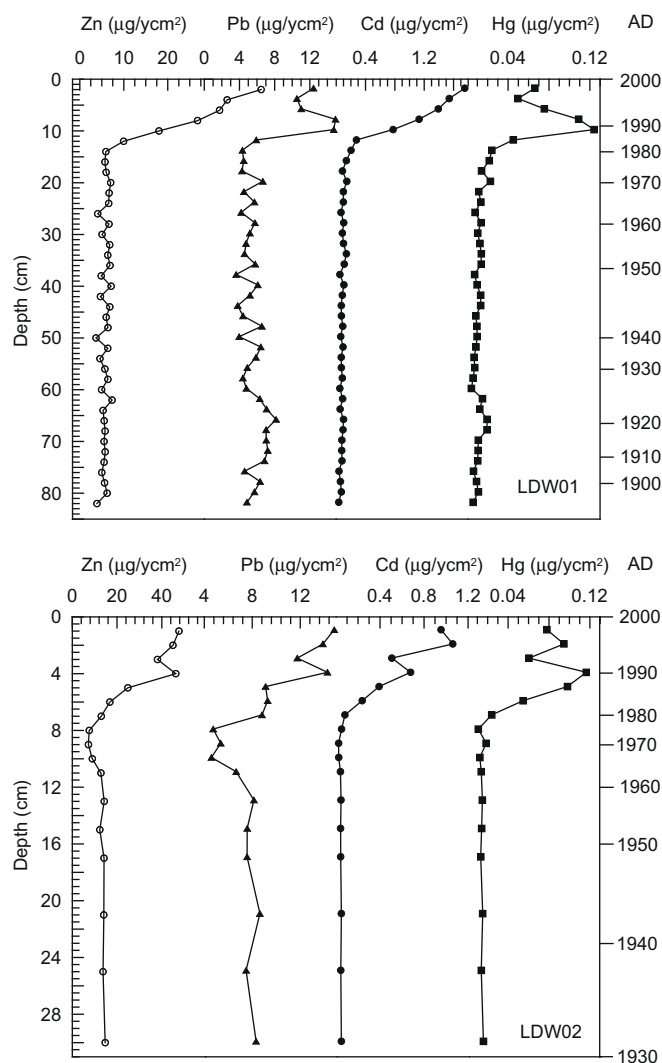 Zn (μg/ycm²) Pb (μg/ycm²) Cd (μg/ycm²) Hg (μg/ycm²) AD
0 10 20 0 4 8 12 0.4 1.2 0.04 0.12
0 2000
10 1990
1980
20 1970
30 1960
Depth (cm)
40 1950
50 1940
60 1930
70 1920
1910
80 1900
LDW01
Zn (μg/ycm²) Pb (μg/ycm²) Cd (μg/ycm²) Hg (μg/ycm²) AD
0 20 40 4 8 12 0.4 0.8 1.2 0.04 0.12
0 2000
4 1990
8 1980
1970
12 1960
Depth (cm)
16 1950
20
24 1940
28
LDW02
1930